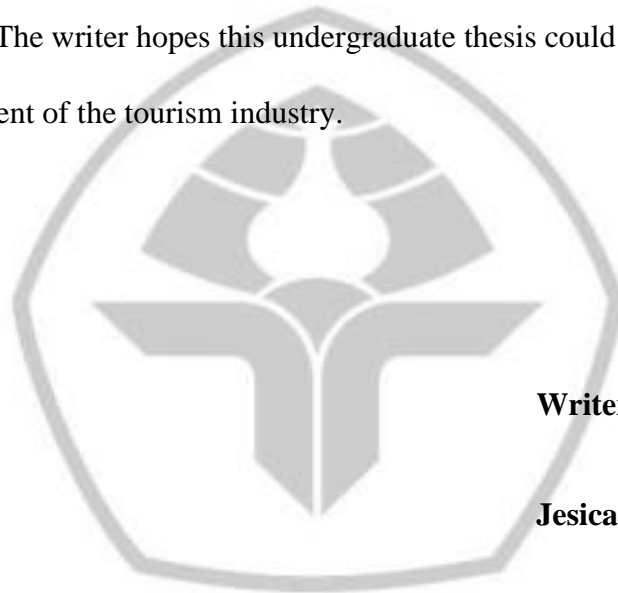 The writer hopes this undergraduate thesis could
ent of the tourism industry.
Write
Jesica